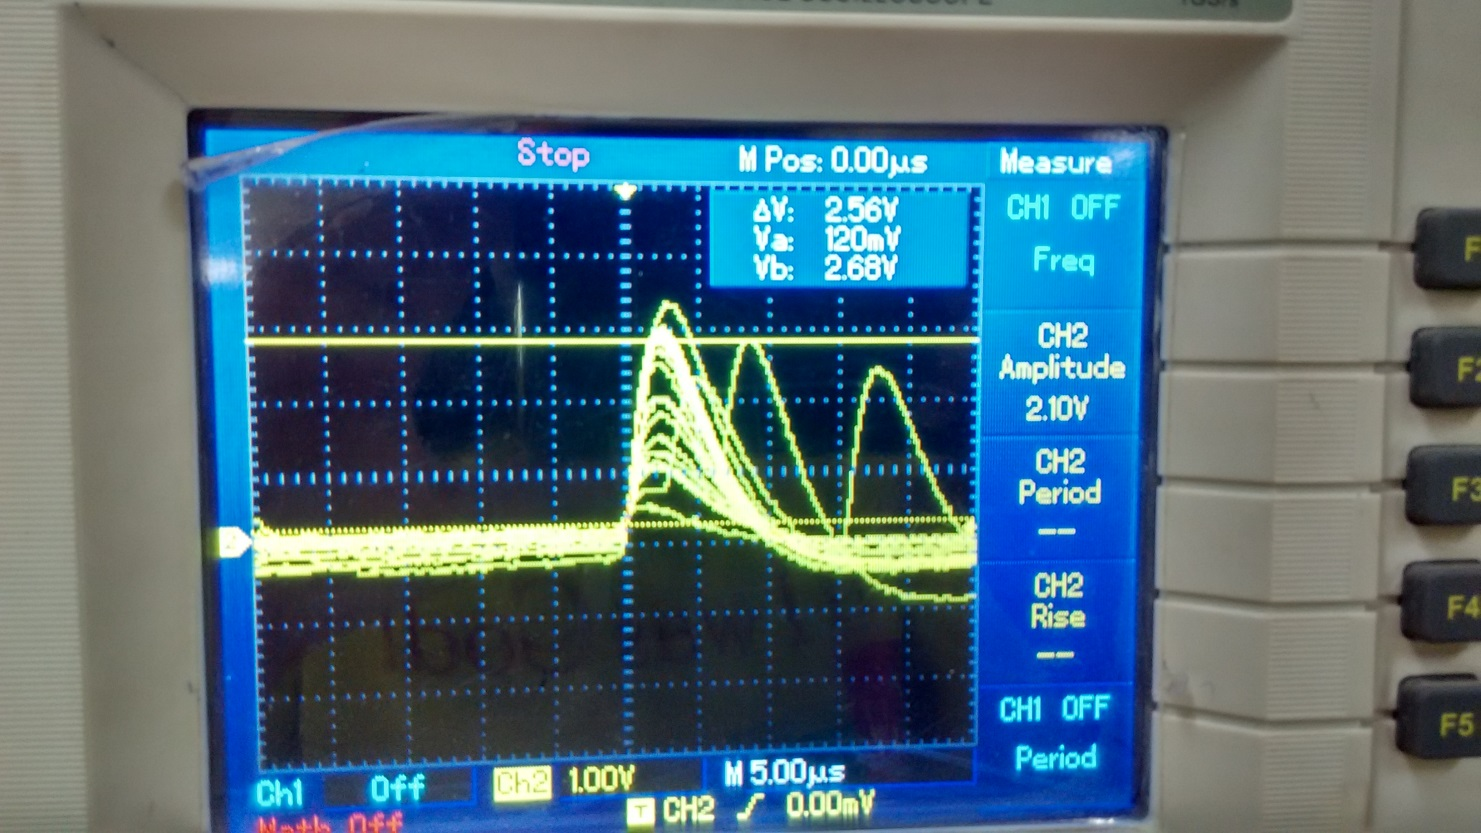 Stop
M Pos: 0.00µs
Measure
ΔV: 2.56V
Va: 120mV
Vb: 2.68V
CH1 OFF
Freq
CH2
Amplitude
2.10V
CH2
Period
CH2
Rise
CH1 OFF
Period
Ch1 Off
Ch2 1.00V
M 5.00µs
T CH2 0.00mV
Math Off
F4
F5